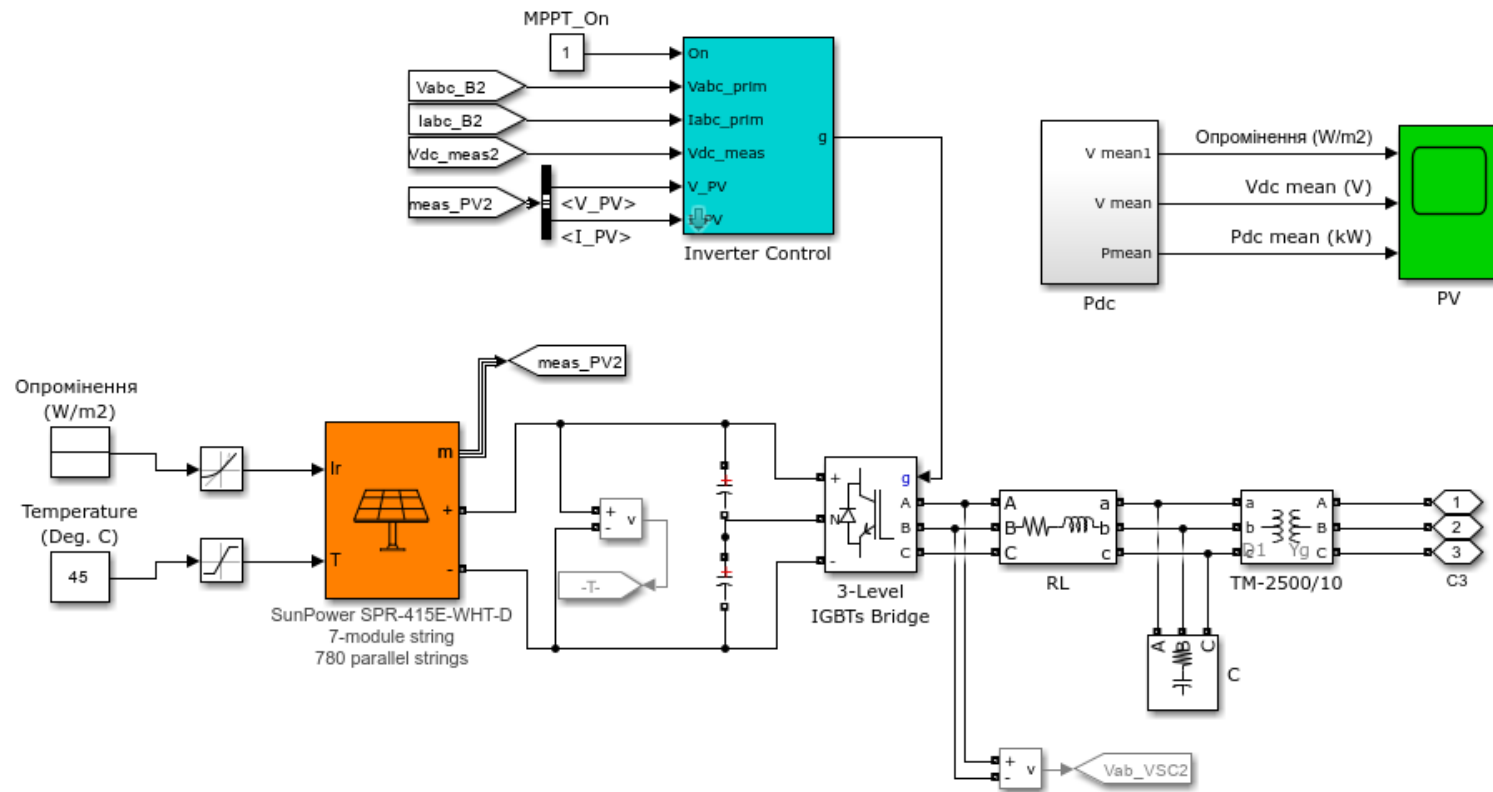 MPPT_On
1
On
Vabc_B2
Vabc_prim
Iabc_B2
Iabc_prim
Vdc_meas2
Vdc_meas
meas_PV2
V_PV
<V_PV>
<I_PV>
g
Inverter Control
V mean1
V mean
Pmean
Pdc
Опромінення (W/m2)
Vdc mean (V)
Pdc mean (kW)
PV
Опромінення
(W/m2)
Temperature
(Deg. C)
45
Ir
T
m
+
-
SunPower SPR-415E-WHT-D
7-module string
780 parallel strings
meas_PV2
+
-
v
-T-
+
+
+
N
-
g
A
B
C
3-Level
IGBTs Bridge
A
B
C
a
b
c
RL
a
b
c
D1
Yg
A
B
C
TM-2500/10
1
2
3
C3
A
B
C
C
+
-
v
Vab_VSC2